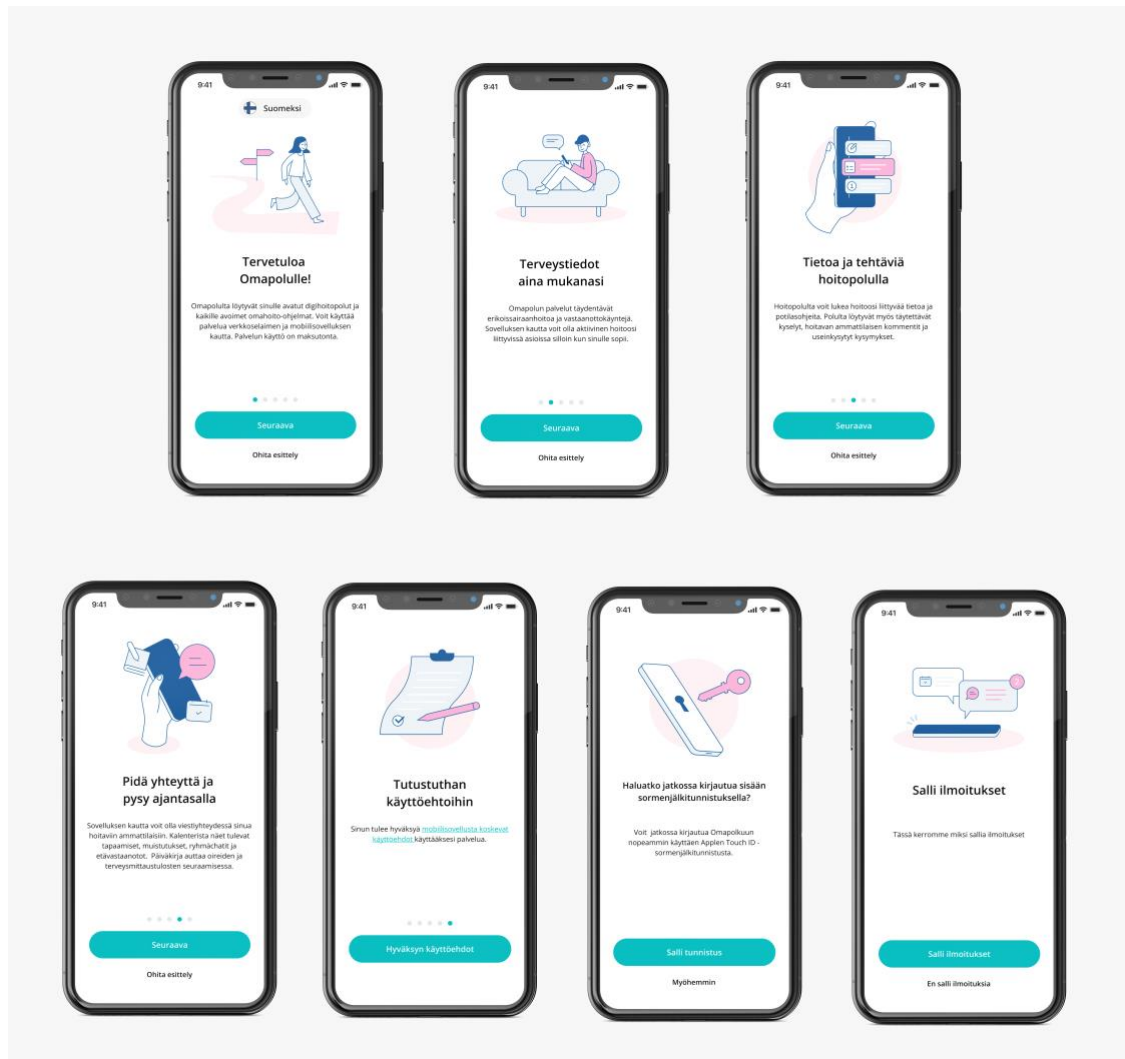 9:41
Suomeksi
Tervetuloa
Omapolulle!
Omapolulta löytyvät sinulle avatut digihoitopolut ja
kaikille avoimet omahoito-ohjelmat. Voit käyttää
palvelua verkkoselaimen ja mobiilisovelluksen
kautta. Palvelun käyttö on maksutonta.
Seuraava
Ohita esittely
9:41
Terveystiedot
aina mukanasi
Omapolun palvelut täydentävät
erikoissairaanhoitoa ja vastaanottokäyntejä.
Sovelluksen kautta voit olla aktiivinen hoitoosi
liittyvissä asioissa silloin kun sinulle sopii.
Seuraava
Ohita esittely
9:41
Tietoa ja tehtäviä
hoitopolulla
Hoitopolulta voit lukea hoitoosi liittyvää tietoa ja
potilasohjeita. Polulta löytyvät myös täytettävät
kyselyt, hoitavan ammattilaisen kommentit ja
useinkysytyt kysymykset.
Seuraava
Ohita esittely
9:41
Pidä yhteyttä ja
pysy ajantasalla
Sovelluksen kautta voit olla viestiyhteydessä sinua
hoitaviin ammattilaisiin. Kalenterista näet tulevat
tapaamiset, muistutukset, ryhmächatit ja
etävastaanotot. Päiväkirja auttaa oireiden ja
terveysmittaustulosten seuraamisessa.
Seuraava
Ohita esittely
9:41
Tutustuthan
käyttöehtoihin
Sinun tulee hyväksyä mobiilisovellusta koskevat
käyttöehdot käyttääksesi palvelua.
Hyväksyn käyttöehdot
9:41
Haluatko jatkossa kirjautua sisään
sormenjälkitunnistuksella?
Voit jatkossa kirjautua Omapolkuun
nopeammin käyttäen Applen Touch ID -
sormenjälkitunnistusta.
Salli tunnistus
Myöhemmin
9:41
Salli ilmoitukset
Tässä kerromme miksi sallia ilmoitukset
Salli ilmoitukset
En salli ilmoituksia